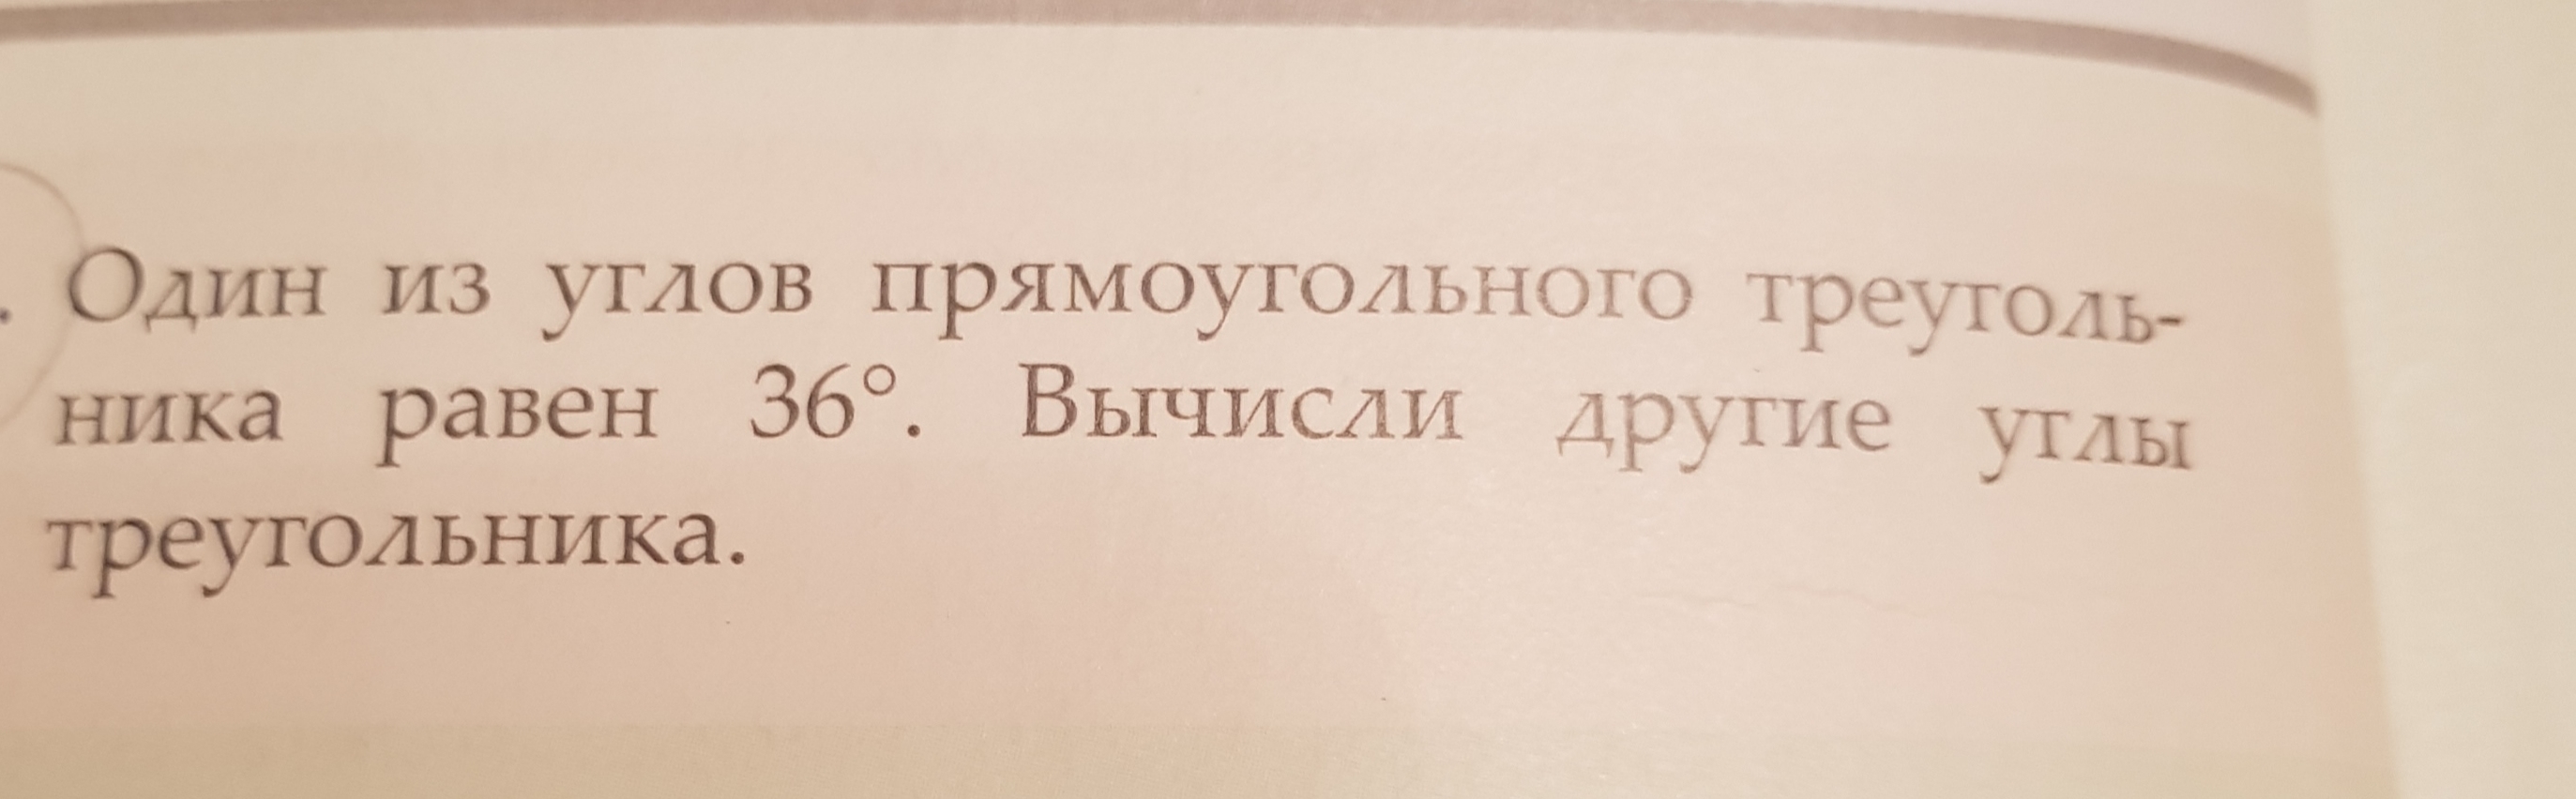 . Один из углов прямоугольного треуголь-
ника равен 36°. Вычисли другие углы
треугольника.